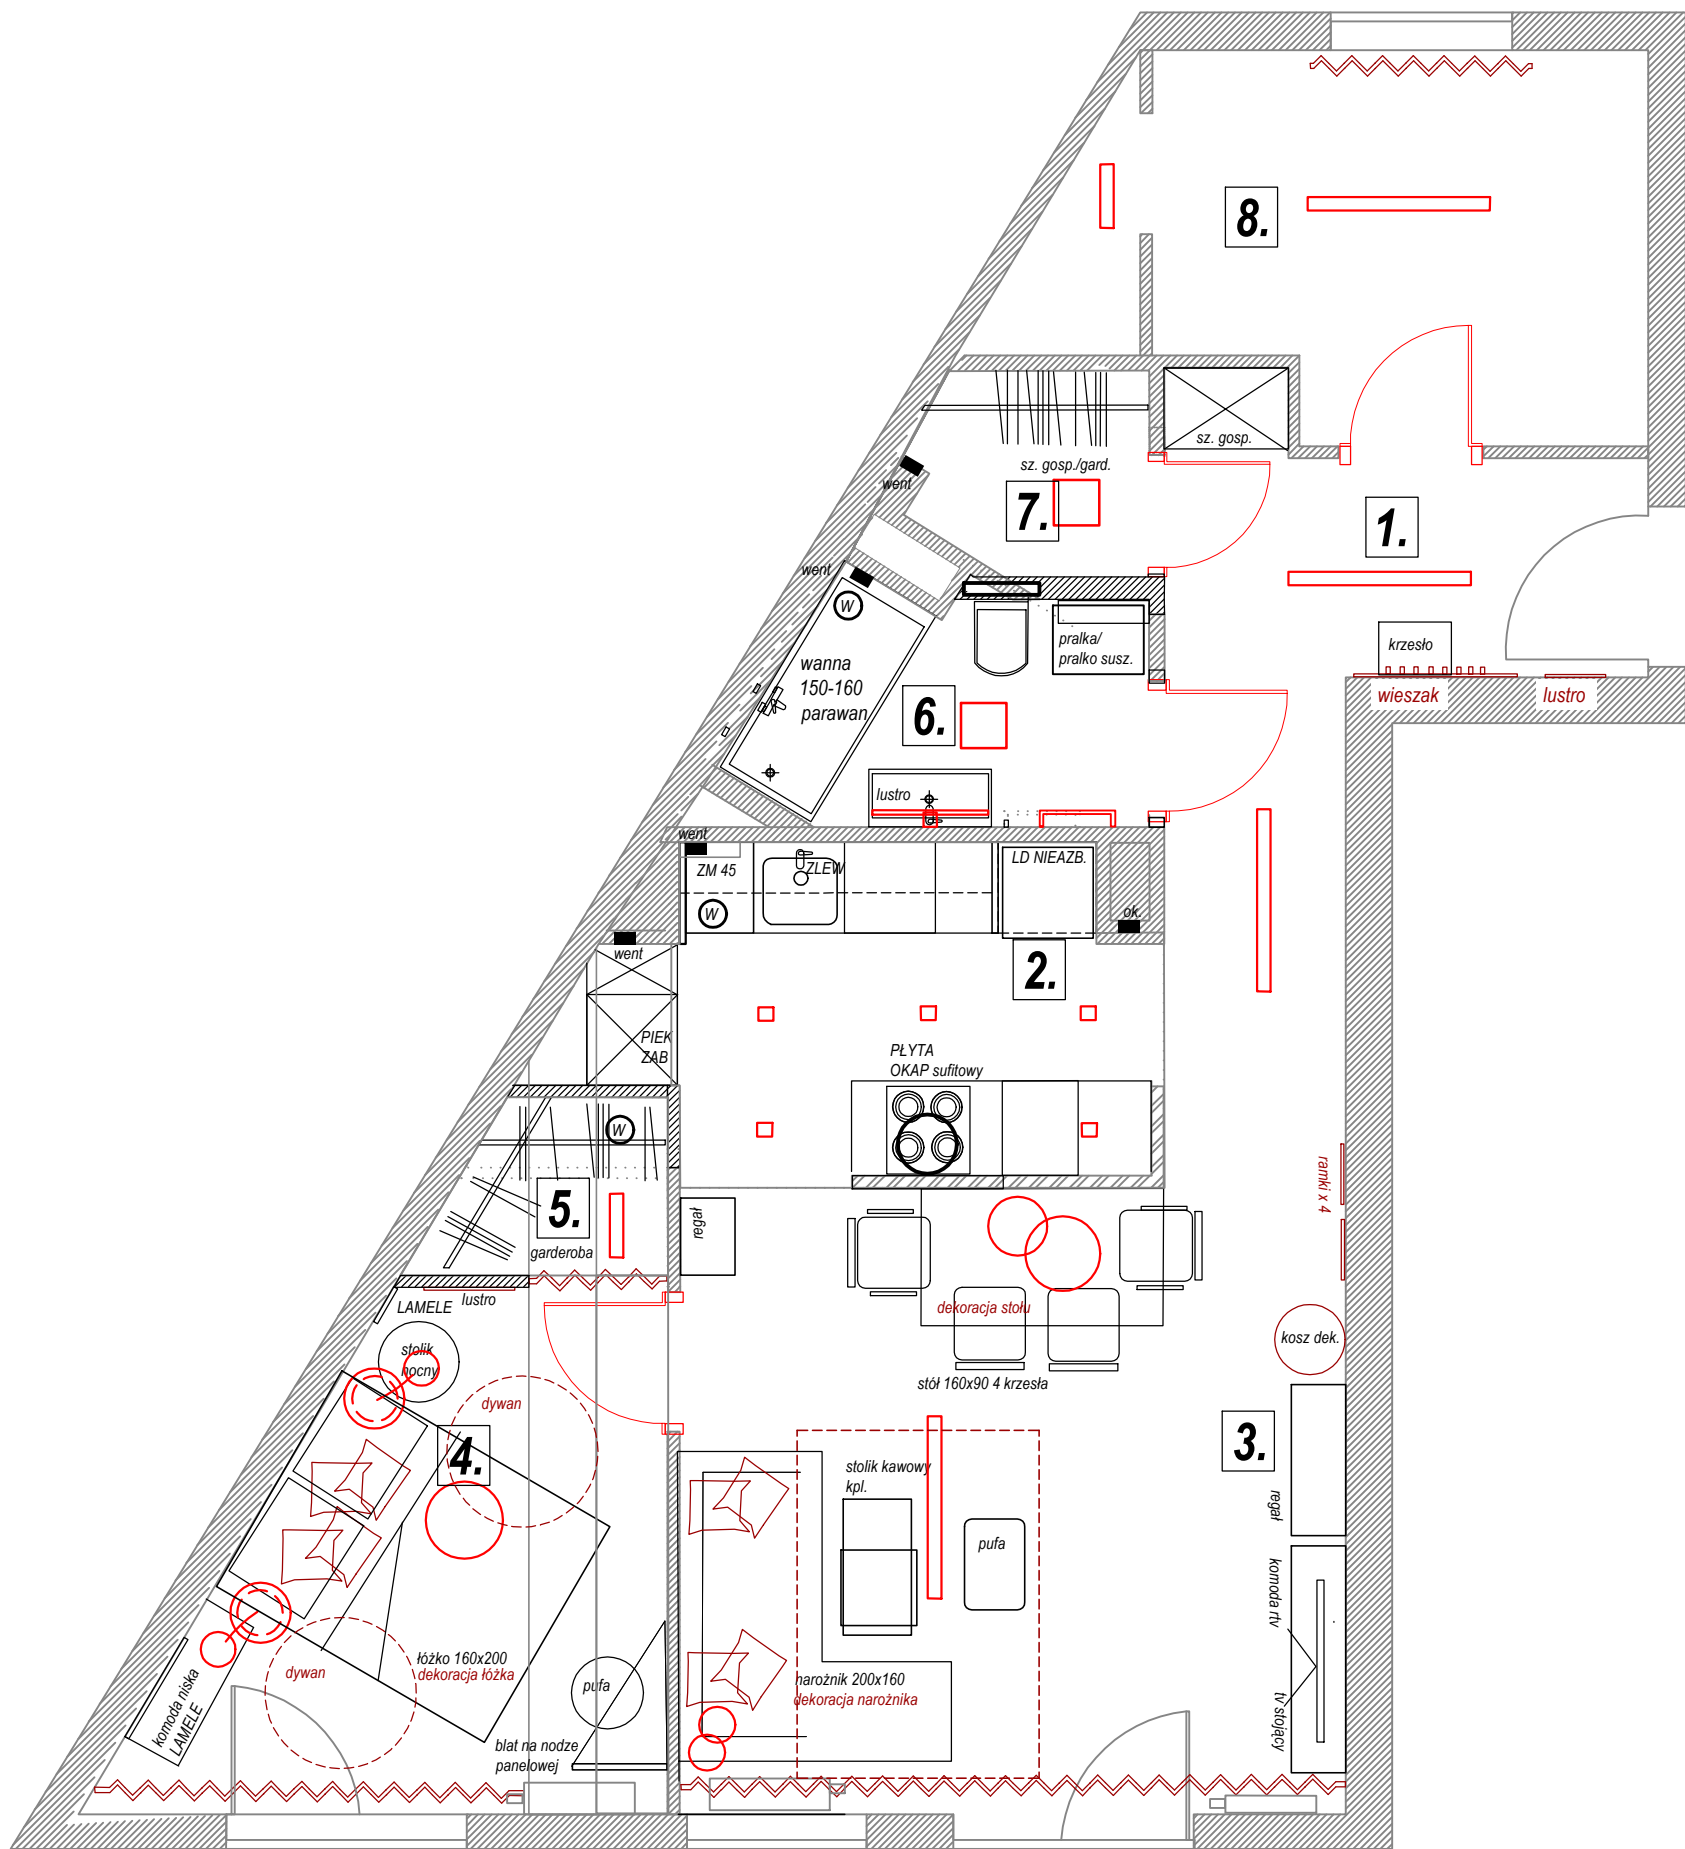 8.
sz. gosp.
sz. gosp./gard.
went
7.
1.
went
W
krzesło
pralka/
pralko susz.
wanna
150-160
parawan
wieszak
lustro
6.
lustro
went
ZM 45
ZLEW
LD NIEAZB.
W
ok.
went
2.
PIEK
ZAB
PŁYTA
OKAP sufitowy
W
ramki x 4
5.
regał
garderoba
LAMELE
lustro
dekoracja stołu
kosz dek.
stolik
nocny
stół 160x90 4 krzesła
dywan
4.
3.
stolik kawowy
kpl.
regał
pufa
komoda rtv
łóżko 160x200
dekoracja łóżka
dywan
pufa
narożnik 200x160
dekoracja narożnika
komoda niska
LAMELE
tv stojący
blat na nodze
panelowej